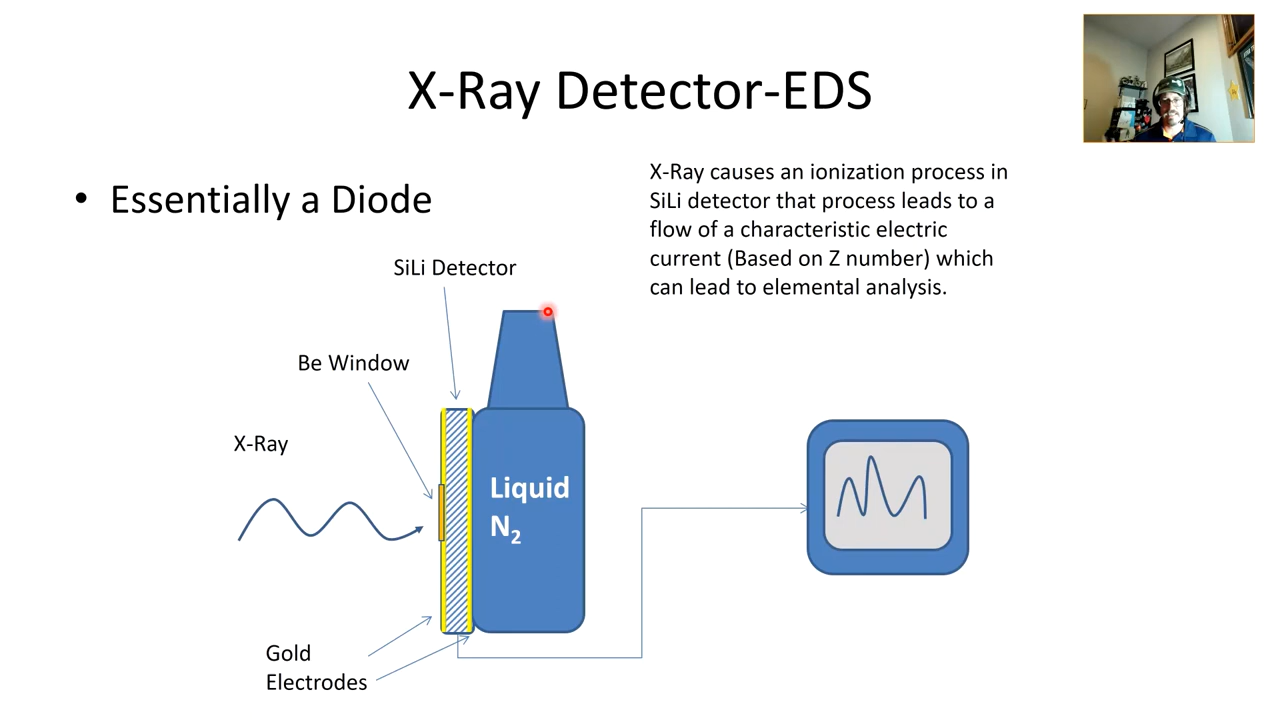 X-Ray Detector-EDS
• Essentially a Diode
X-Ray causes an ionization process in
SiLi detector that process leads to a
flow of a characteristic electric
current (Based on Z number) which
can lead to elemental analysis.
SiLi Detector
Be Window
X-Ray
Liquid
N₂
Gold
Electrodes